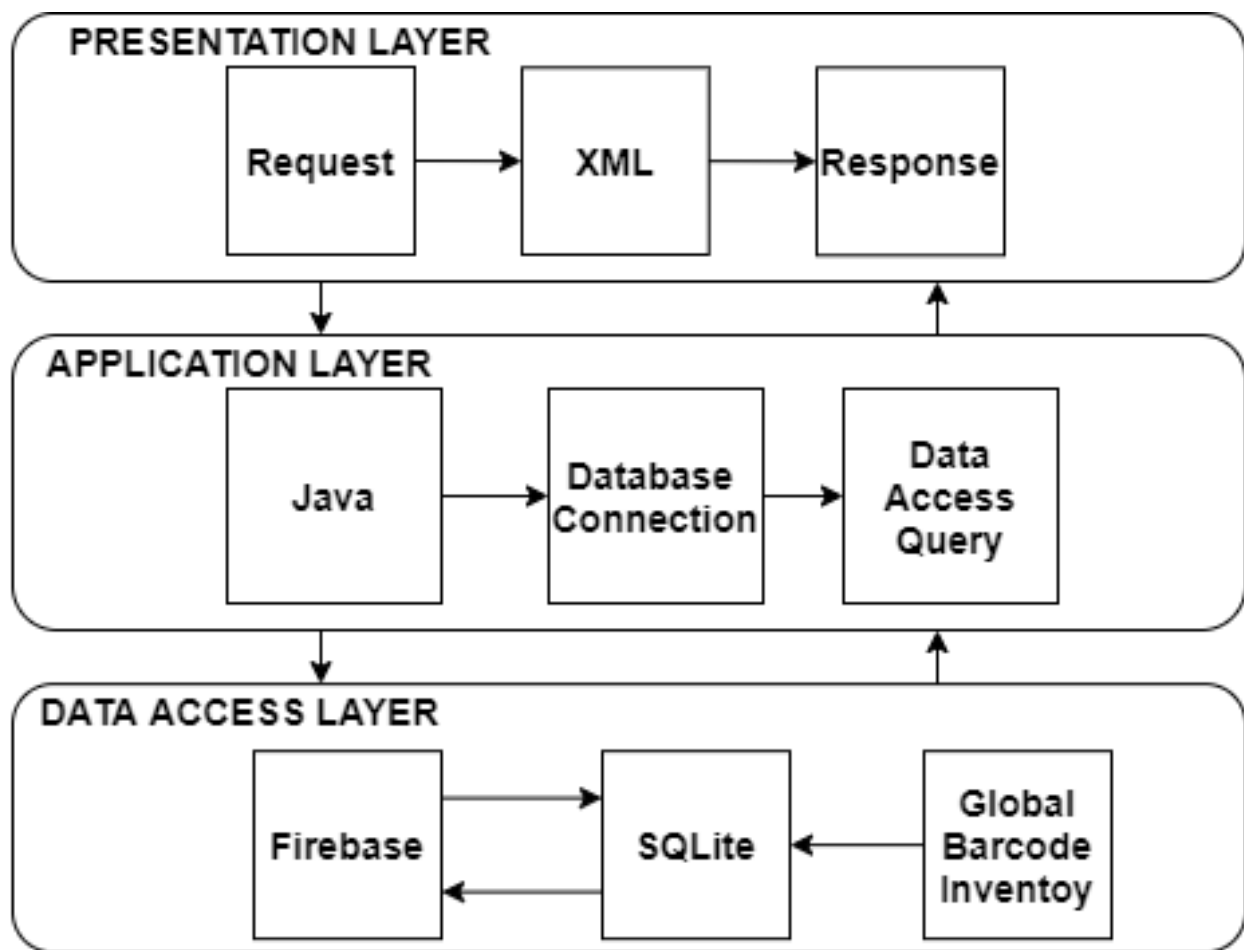 PRESENTATION LAYER
Request
XML
Response
APPLICATION LAYER
Java
Database
Connection
Data
Access
Query
DATA ACCESS LAYER
Firebase
SQLite
Global
Barcode
Inventoy